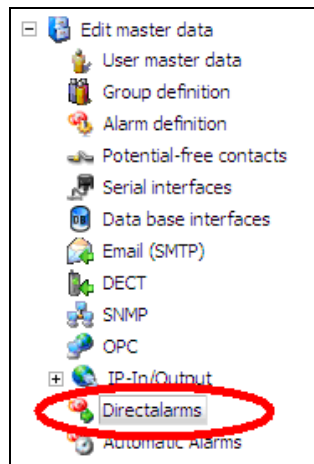 Edit master data
User master data
Group definition
Alarm definition
Potential-free contacts
Serial interfaces
Data base interfaces
Email (SMTP)
DECT
SNMP
OPC
IP-In/Output
Directalarms
Automatic Alarms